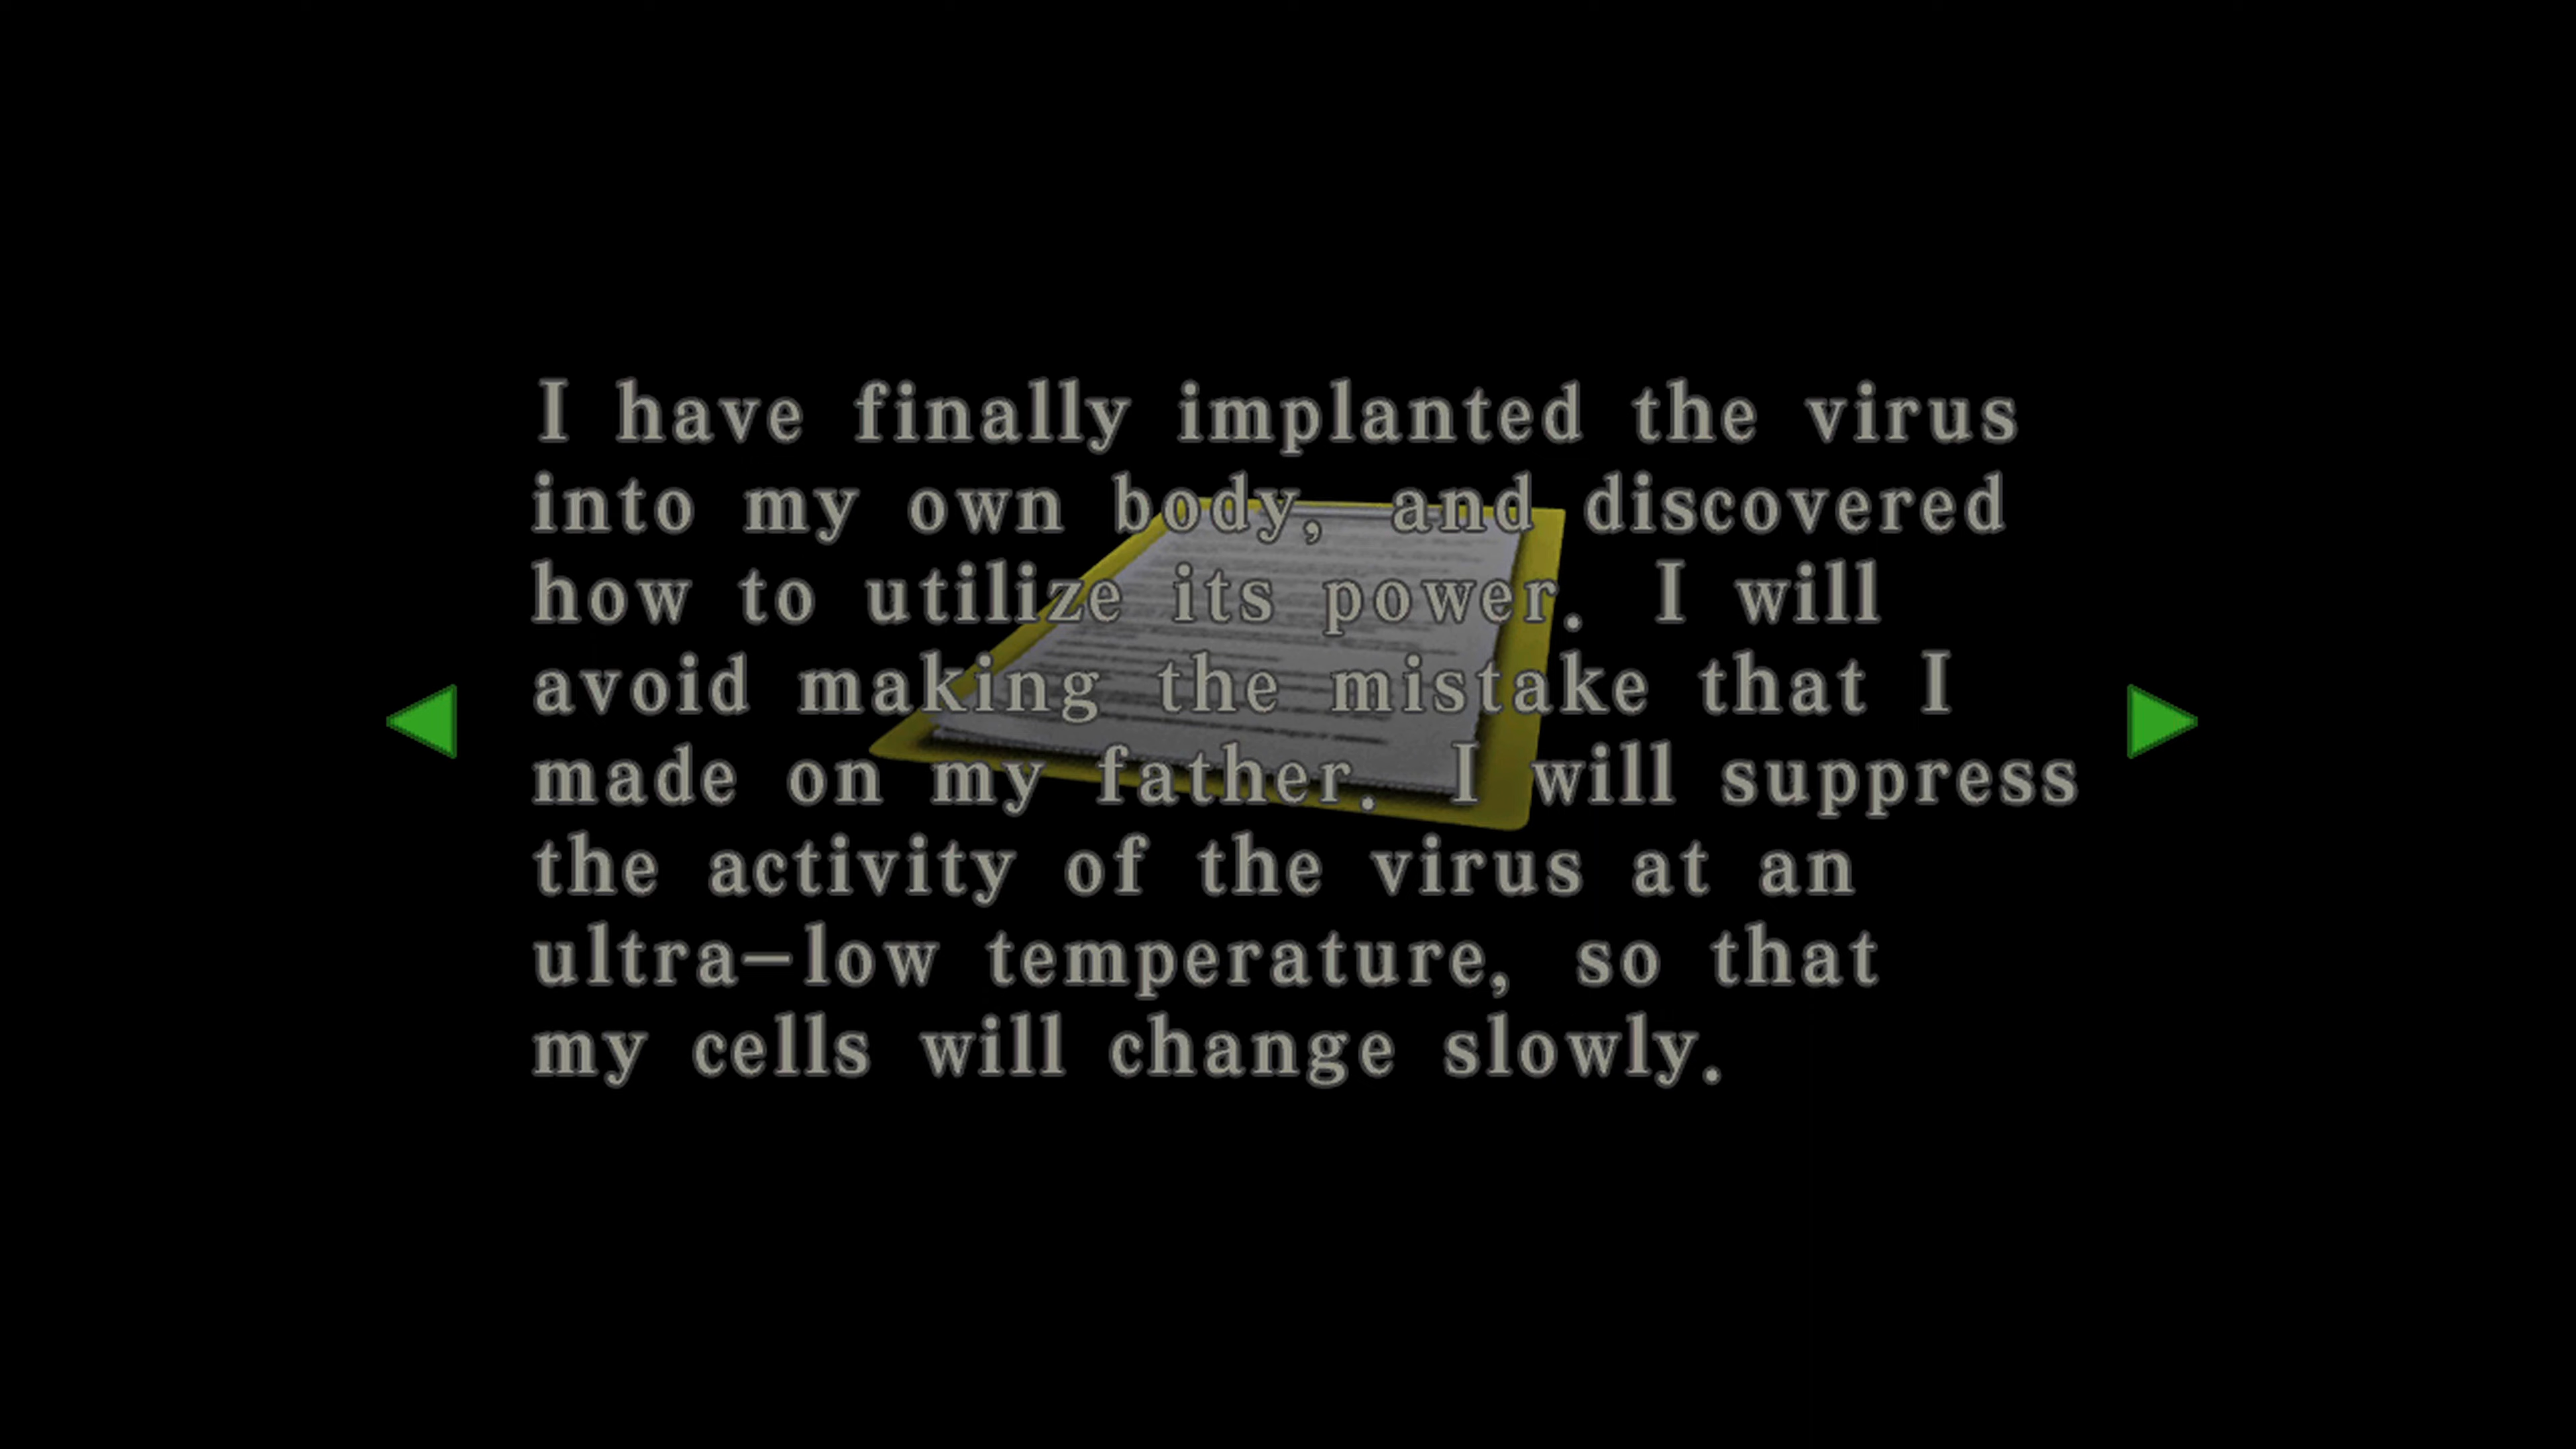 I have finally implanted the virus
into my own body, and discovered
how to utilize its power. I will
avoid making the mistake that I
made on my father. I will suppress
the activity of the virus at an
ultra-low temperature, so that
my cells will change slowly.